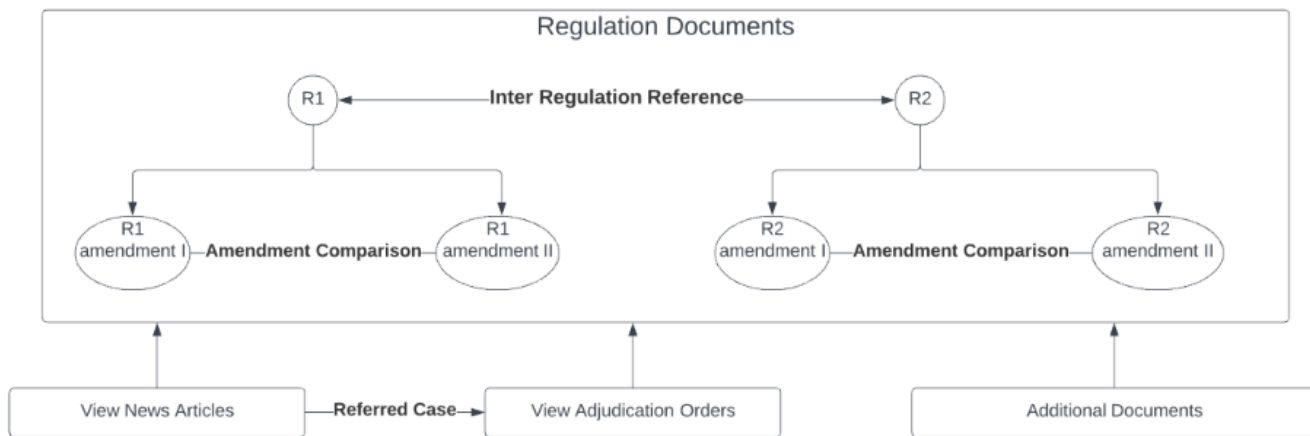 Regulation Documents
R1
Inter Regulation Reference
R2
R1
amendment I
Amendment Comparison
R1
amendment II
R2
amendment I
Amendment Comparison
R2
amendment II
View News Articles
Referred Case
View Adjudication Orders
Additional Documents